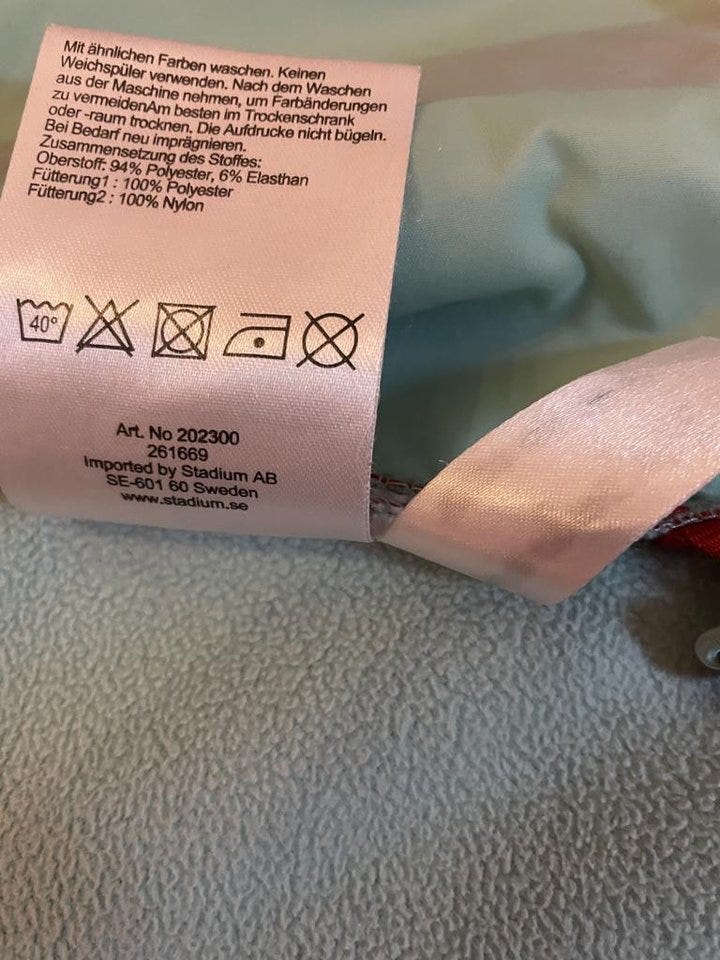 Mit ähnlichen Farben waschen. Keinen
Weichspüler verwenden. Nach dem Waschen
aus der Maschine nehmen, um Farbänderungen
zu vermeidenAm besten im Trockenschrank
oder -raum trocknen. Die Aufdrucke nicht bügeln.
Bei Bedarf neu imprägnieren.
Zusammensetzung des Stoffes:
Oberstoff: 94% Polyester, 6% Elasthan
Fütterung1 : 100% Polyester
Fütterung2 : 100% Nylon
40°
Art. No 202300
261669
Imported by Stadium AB
SE-601 60 Sweden
www.stadium.se